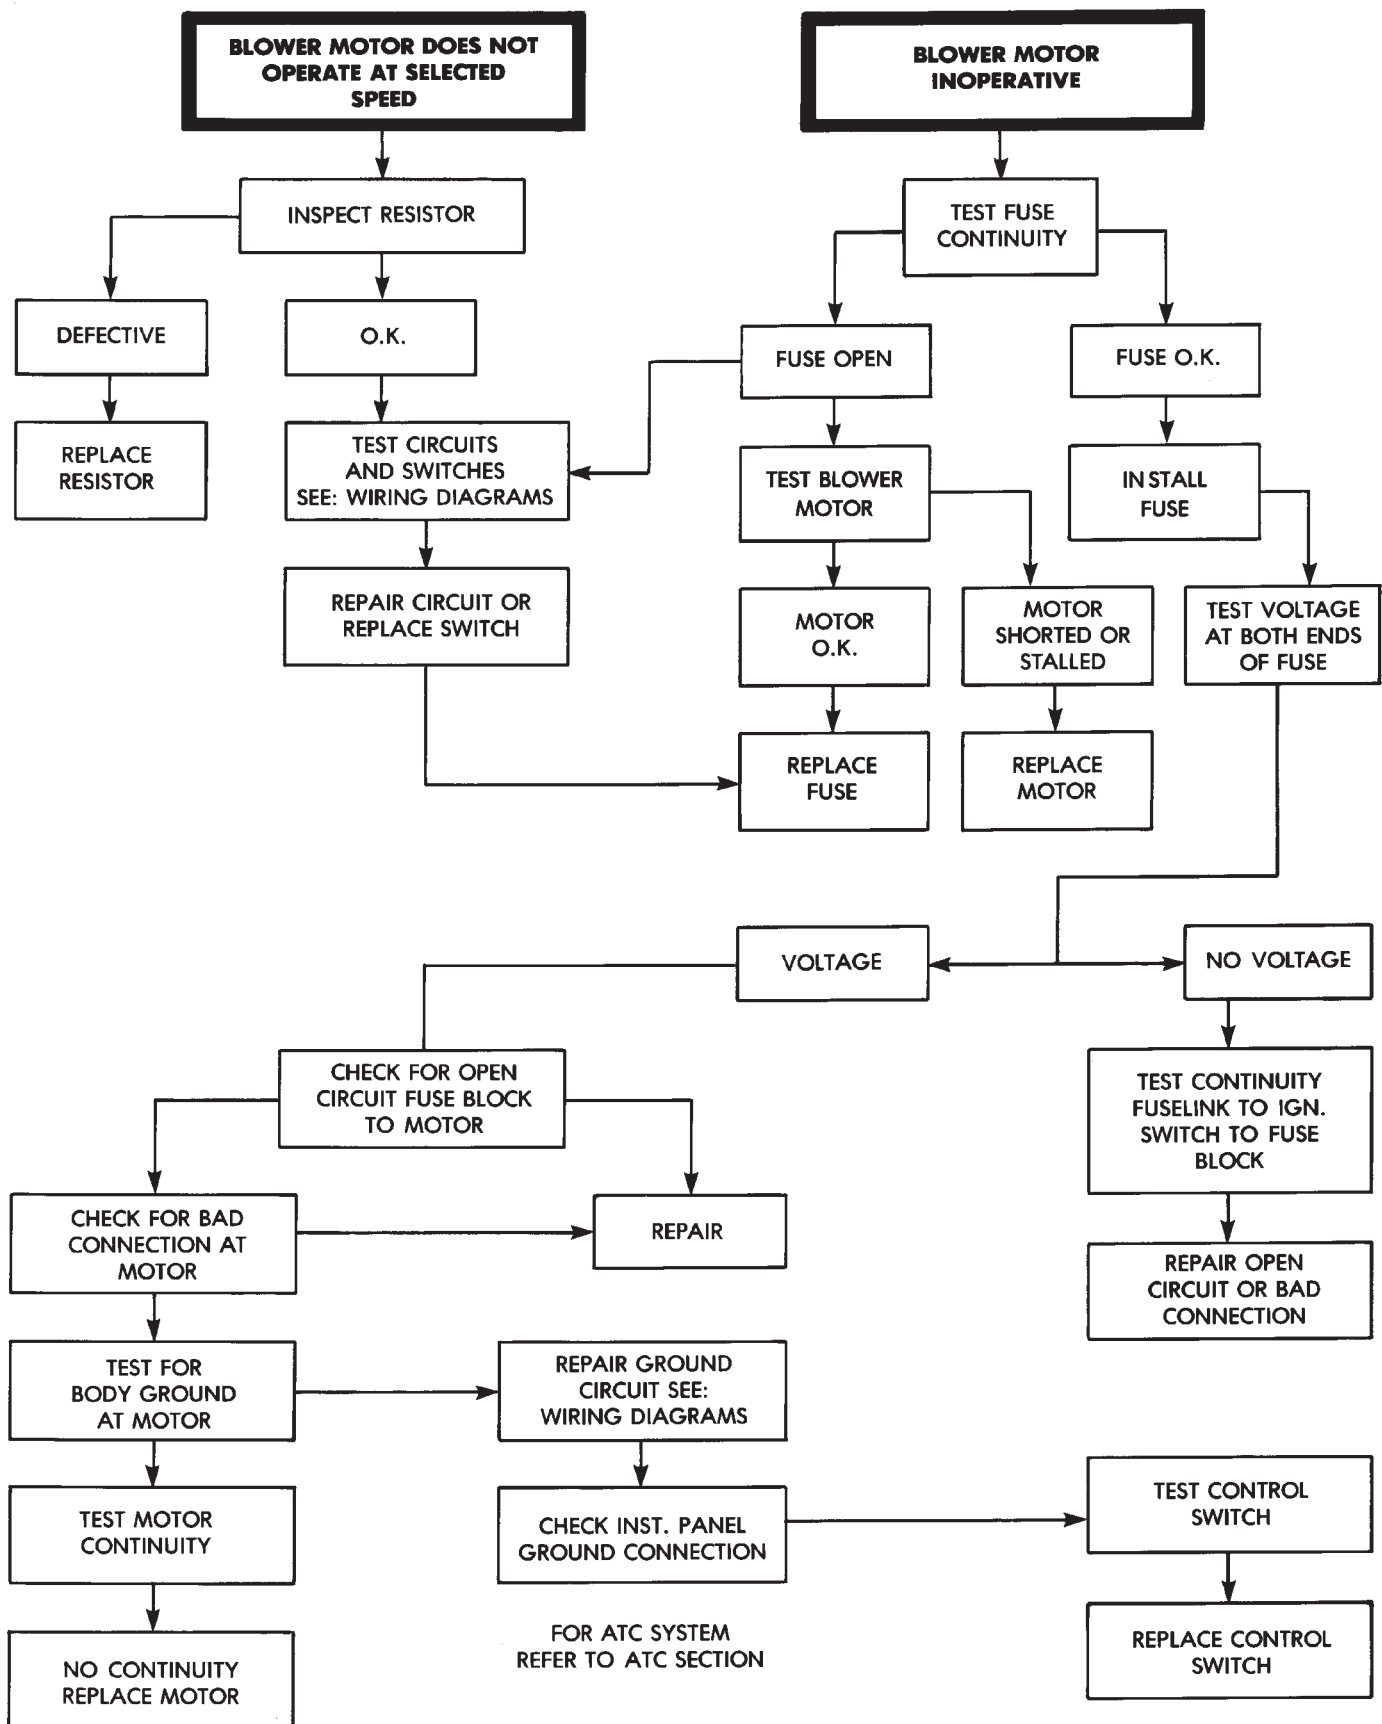 BLOWER MOTOR DOES NOT
OPERATE AT SELECTED
SPEED
BLOWER MOTOR
INOPERATIVE
INSPECT RESISTOR
TEST FUSE
CONTINUITY
DEFECTIVE
O.K.
FUSE OPEN
FUSE O.K.
REPLACE
RESISTOR
TEST CIRCUITS
AND SWITCHES
SEE: WIRING DIAGRAMS
TEST BLOWER
MOTOR
INSTALL
FUSE
REPAIR CIRCUIT OR
REPLACE SWITCH
MOTOR
O.K.
MOTOR
SHORTED OR
STALLED
TEST VOLTAGE
AT BOTH ENDS
OF FUSE
REPLACE
FUSE
REPLACE
MOTOR
VOLTAGE
NO VOLTAGE
CHECK FOR OPEN
CIRCUIT FUSE BLOCK
TO MOTOR
TEST CONTINUITY
FUSELINK TO IGN.
SWITCH TO FUSE
BLOCK
CHECK FOR BAD
CONNECTION AT
MOTOR
REPAIR
REPAIR OPEN
CIRCUIT OR BAD
CONNECTION
TEST FOR
BODY GROUND
AT MOTOR
REPAIR GROUND
CIRCUIT SEE:
WIRING DIAGRAMS
TEST MOTOR
CONTINUITY
CHECK INST. PANEL
GROUND CONNECTION
TEST CONTROL
SWITCH
NO CONTINUITY
REPLACE MOTOR
FOR ATC SYSTEM
REFER TO ATC SECTION
REPLACE CONTROL
SWITCH